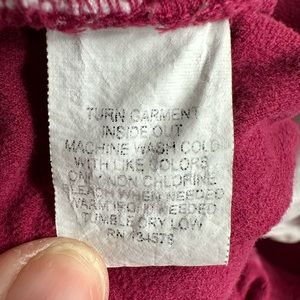 TURN GARMENT
INSIDE OUT
MACHINE WASH COLD
WITH LIKE COLORS
ONLY NON CHLORINE
BLEACH WHEN NEEDED
WARM IRON IF NEEDED
TUMBLE DRY LOW
RN